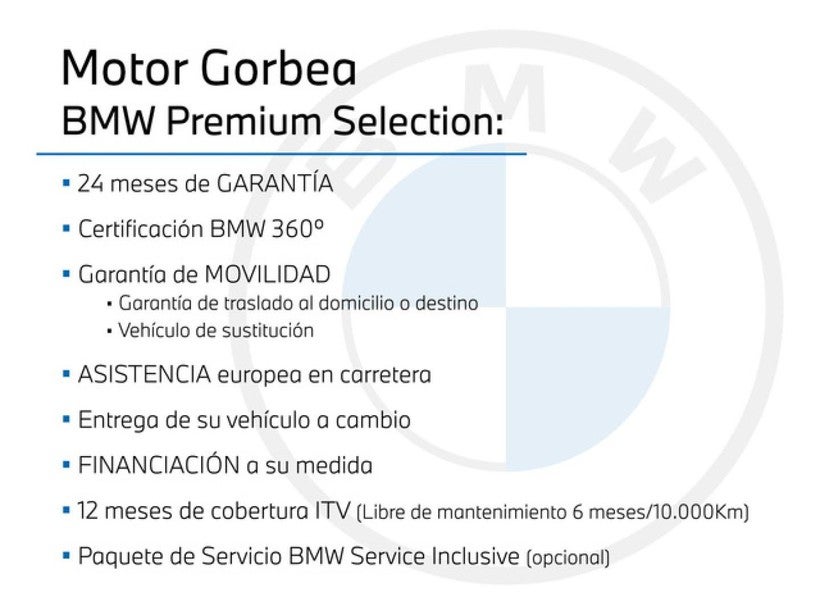 Motor Gorbea
BMW Premium Selection:
▪ 24 meses de GARANTÍA
▪ Certificación BMW 360º
▪ Garantía de MOVILIDAD
▪ Garantía de traslado al domicilio o destino
▪ Vehículo de sustitución
▪ ASISTENCIA europea en carretera
▪ Entrega de su vehículo a cambio
▪ FINANCIACIÓN a su medida
▪ 12 meses de cobertura ITV (Libre de mantenimiento 6 meses/10.000Km)
▪ Paquete de Servicio BMW Service Inclusive (opcional)
BMW